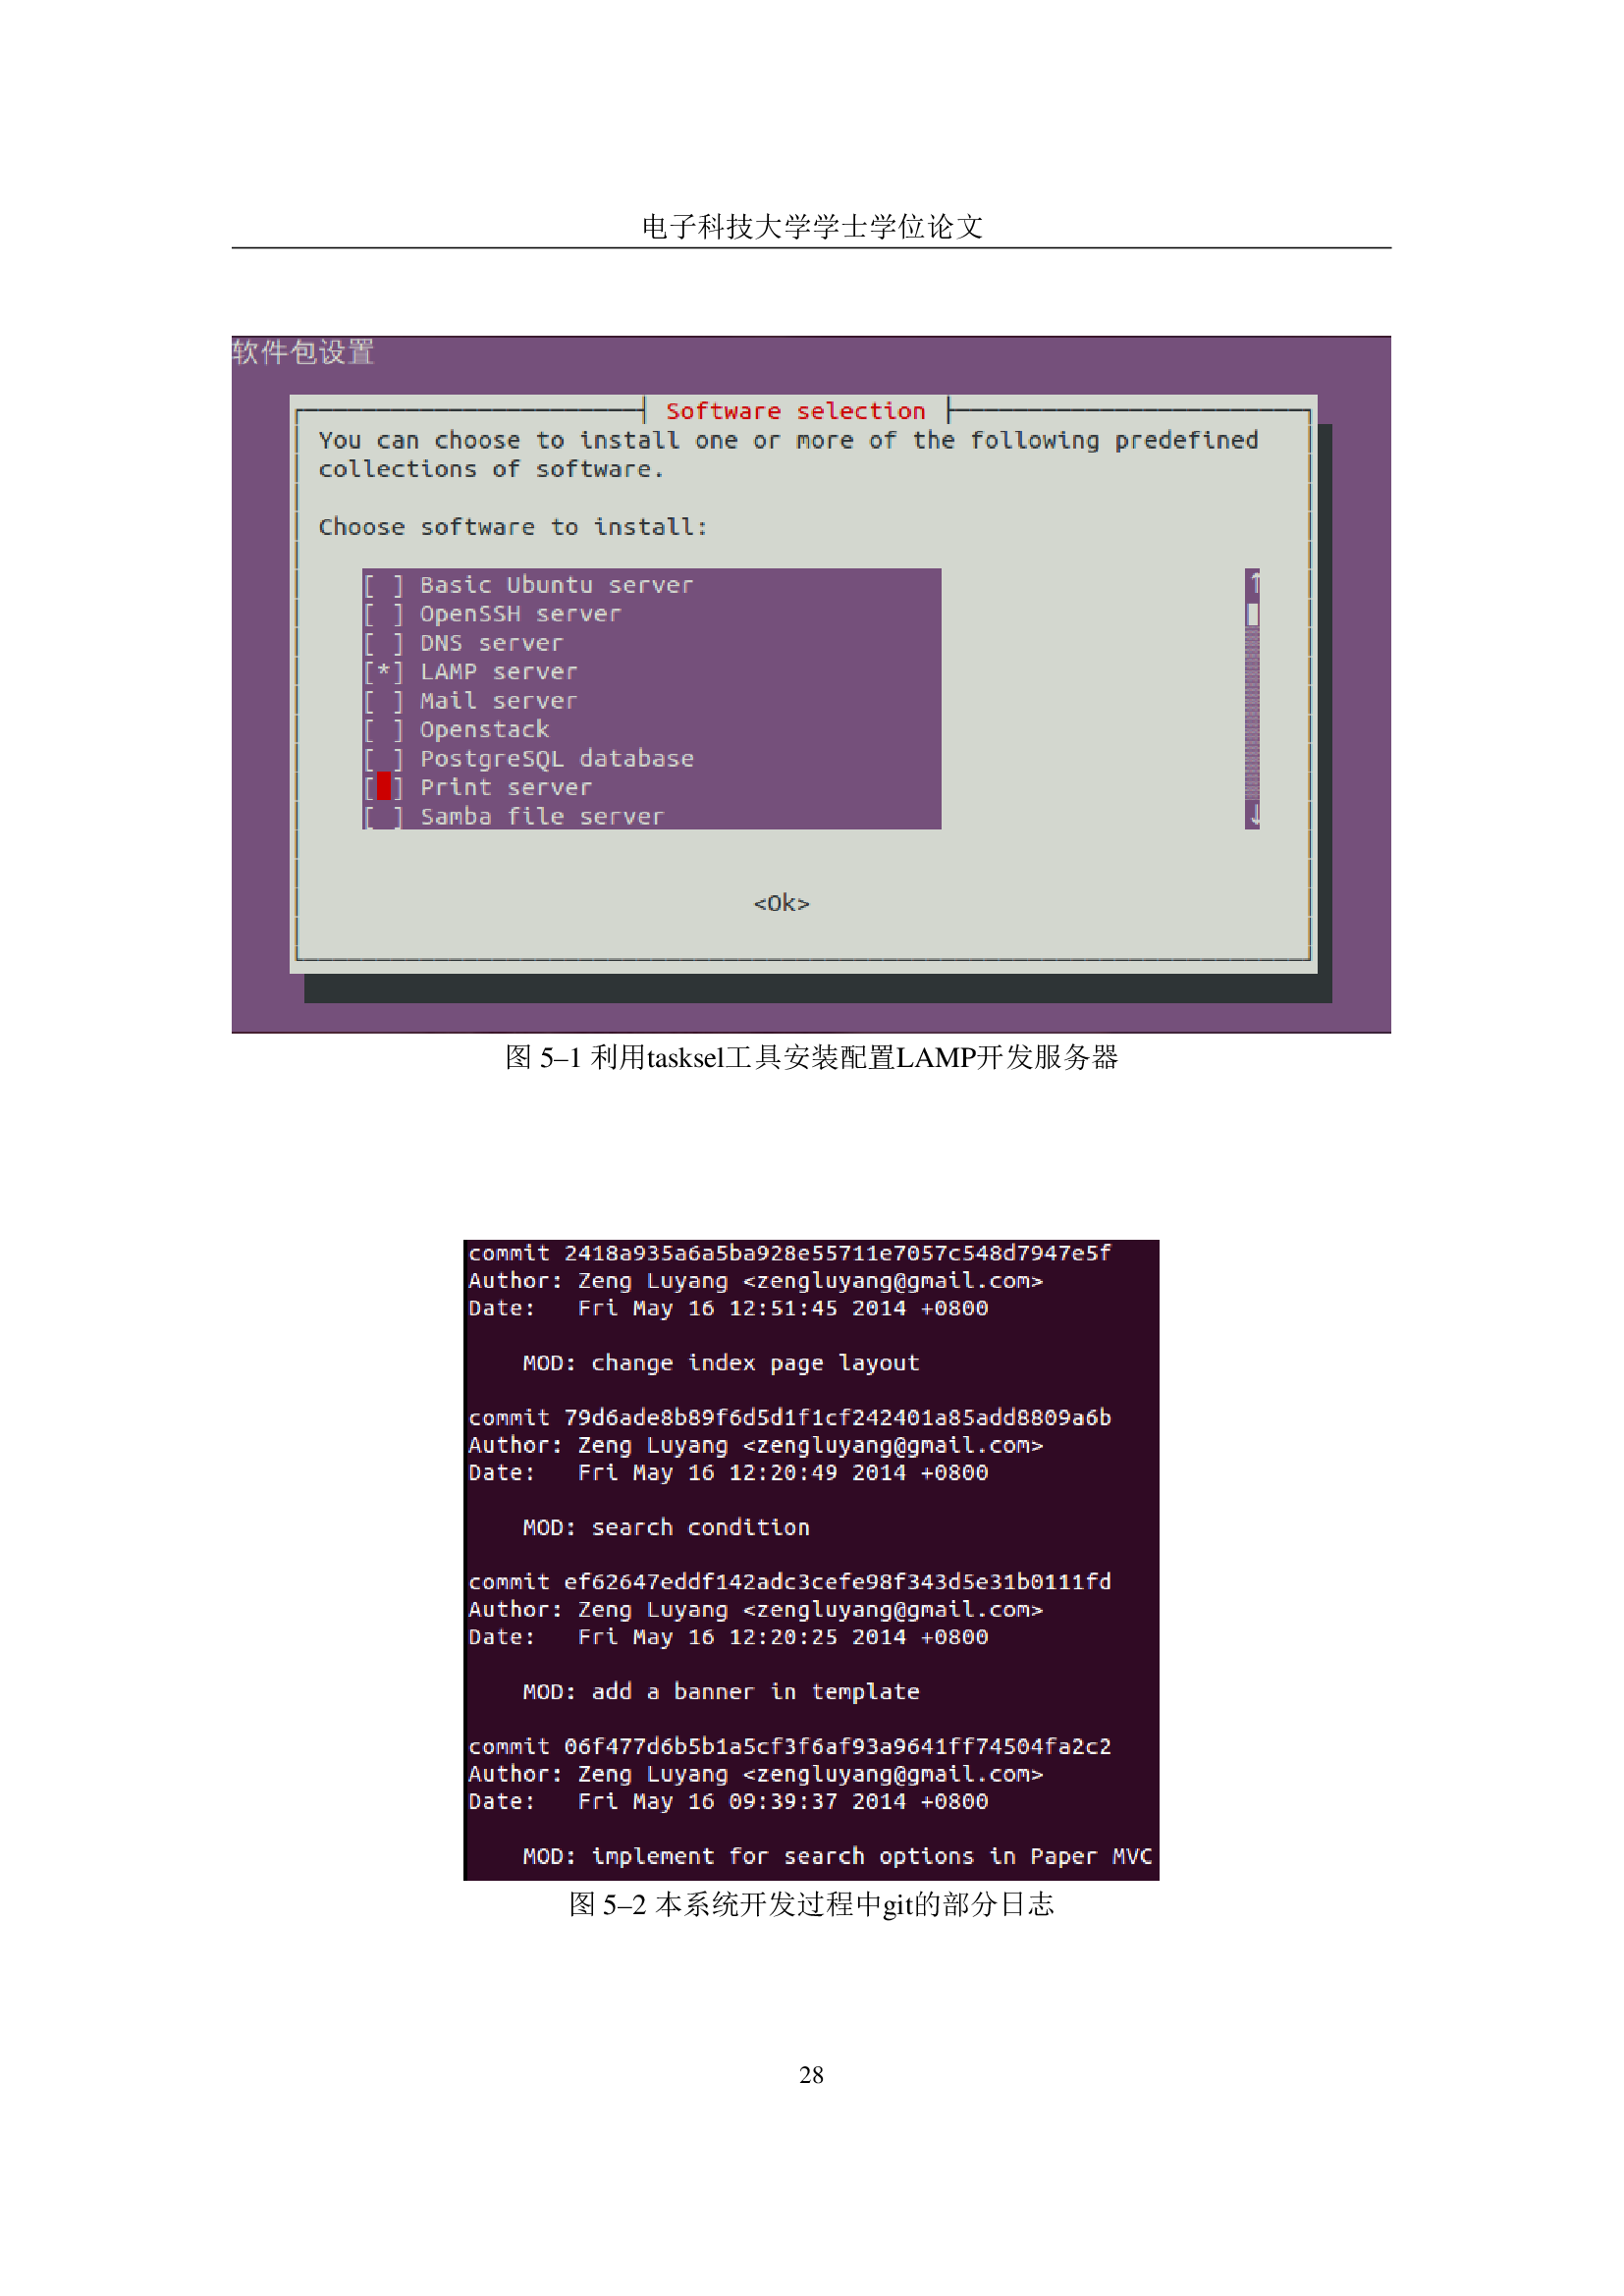 电子科技大学学士学位论文
软件包设置
Software selection
You can choose to install one or more of the following predefined
collections of software.
Choose software to install:
[ ] Basic Ubuntu server
[ ] OpenSSH server
[ ] DNS server
[*] LAMP server
[ ] Mail server
[ ] Openstack
[ ] PostgreSQL database
[ ] Print server
[ ] Samba file server
<Ok>
图 5–1 利用tasksel工具安装配置LAMP开发服务器
commit 2418a935a6a5ba928e55711e7057c548d7947e5f
Author: Zeng Luyang <zengluyang@gmail.com>
Date:   Fri May 16 12:51:45 2014 +0800
MOD: change index page layout
commit 79d6ade8b89f6d5d1f1cf242401a85add8809a6b
Author: Zeng Luyang <zengluyang@gmail.com>
Date:   Fri May 16 12:20:49 2014 +0800
MOD: search condition
commit ef62647eddf142adc3cefe98f343d5e31b0111fd
Author: Zeng Luyang <zengluyang@gmail.com>
Date:   Fri May 16 12:20:25 2014 +0800
MOD: add a banner in template
commit 06f477d6b5b1a5cf3f6af93a9641ff74504fa2c2
Author: Zeng Luyang <zengluyang@gmail.com>
Date:   Fri May 16 09:39:37 2014 +0800
MOD: implement for search options in Paper MVC
图 5–2 本系统开发过程中git的部分日志
28